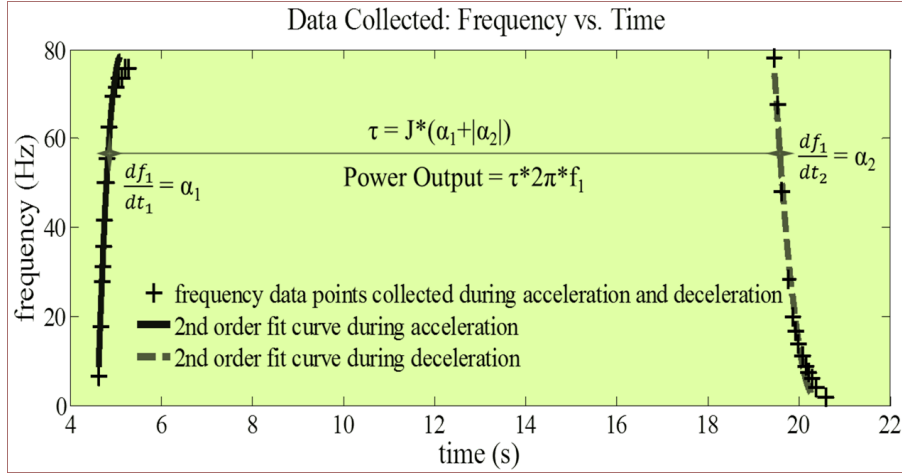 Data Collected: Frequency vs. Time
80
60
40
20
0
frequency (Hz)
τ = J*(α₁+|α₂|)
Power Output = τ*2π*f₁
df₁/dt₁ = α₁
df₁/dt₂ = α₂
frequency data points collected during acceleration and deceleration
2nd order fit curve during acceleration
2nd order fit curve during deceleration
4 6 8 10 12 14 16 18 20 22
time (s)